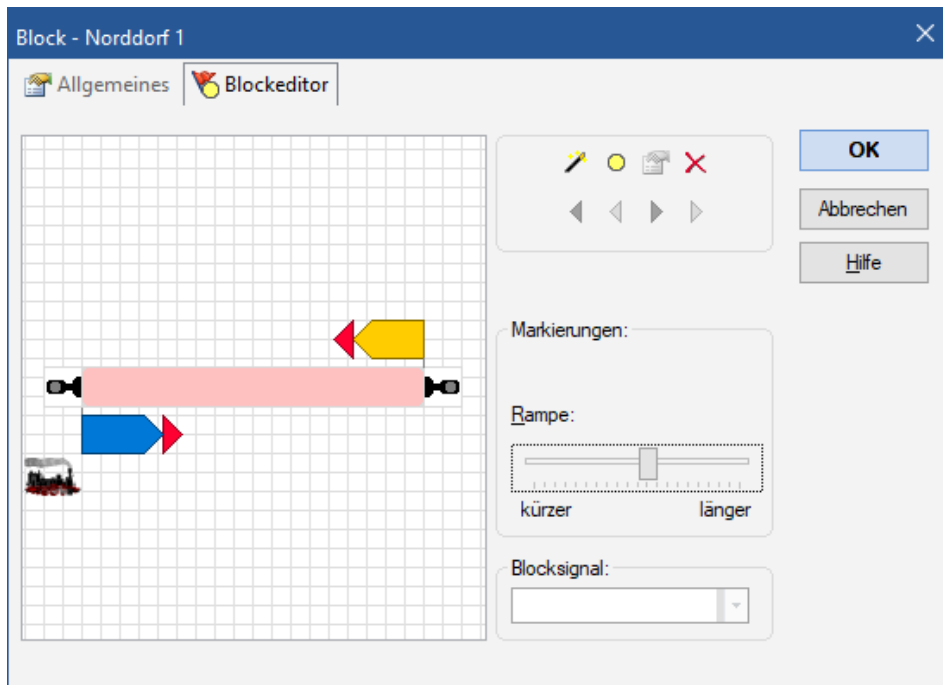 Block - Norddorf 1
Allgemeines
Blockeditor
OK
Abbrechen
Hilfe
Markierungen:
Rampe:
kürzer länger
Blocksignal: